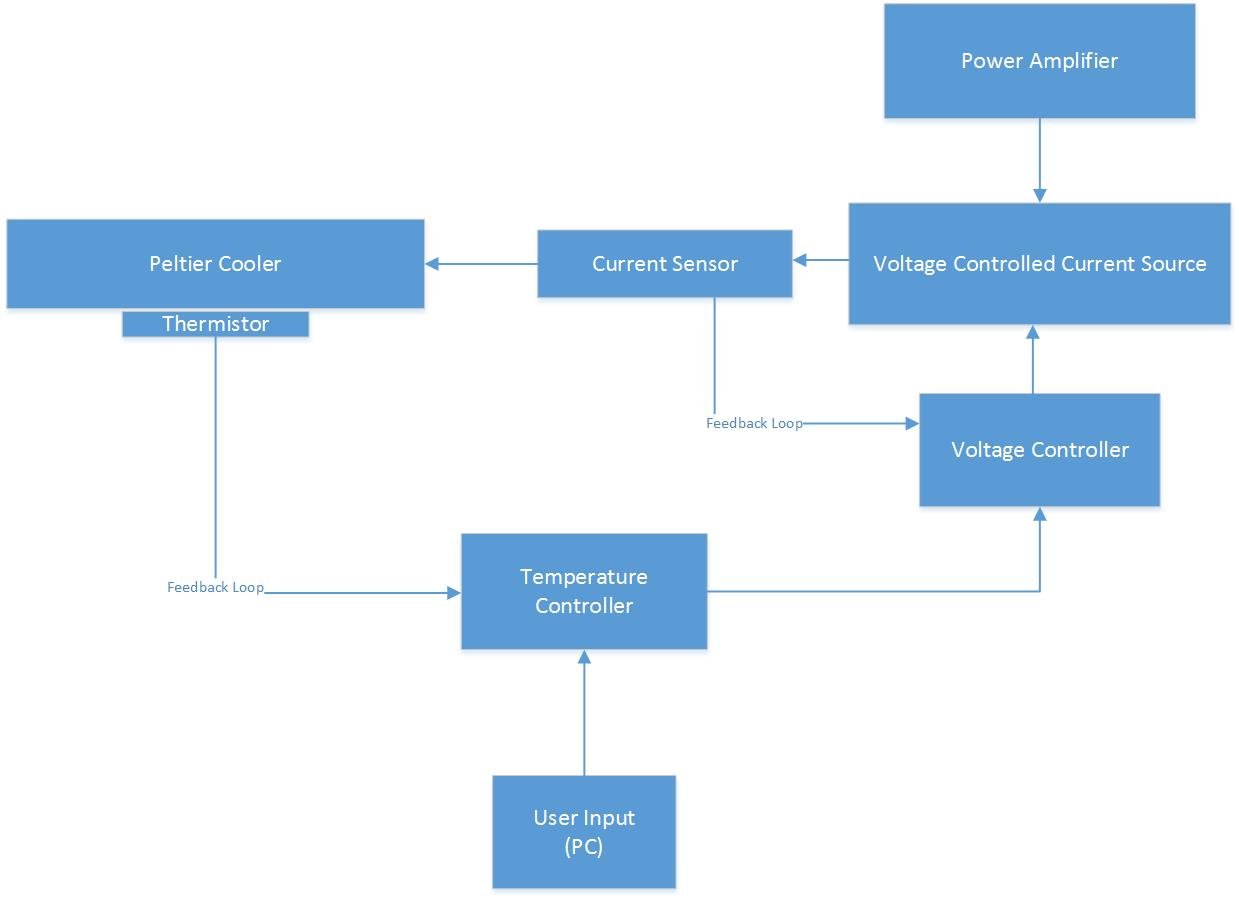 Power Amplifier
Peltier Cooler
Current Sensor
Voltage Controlled Current Source
Thermistor
Feedback Loop
Voltage Controller
Temperature
Controller
Feedback Loop
User Input
(PC)